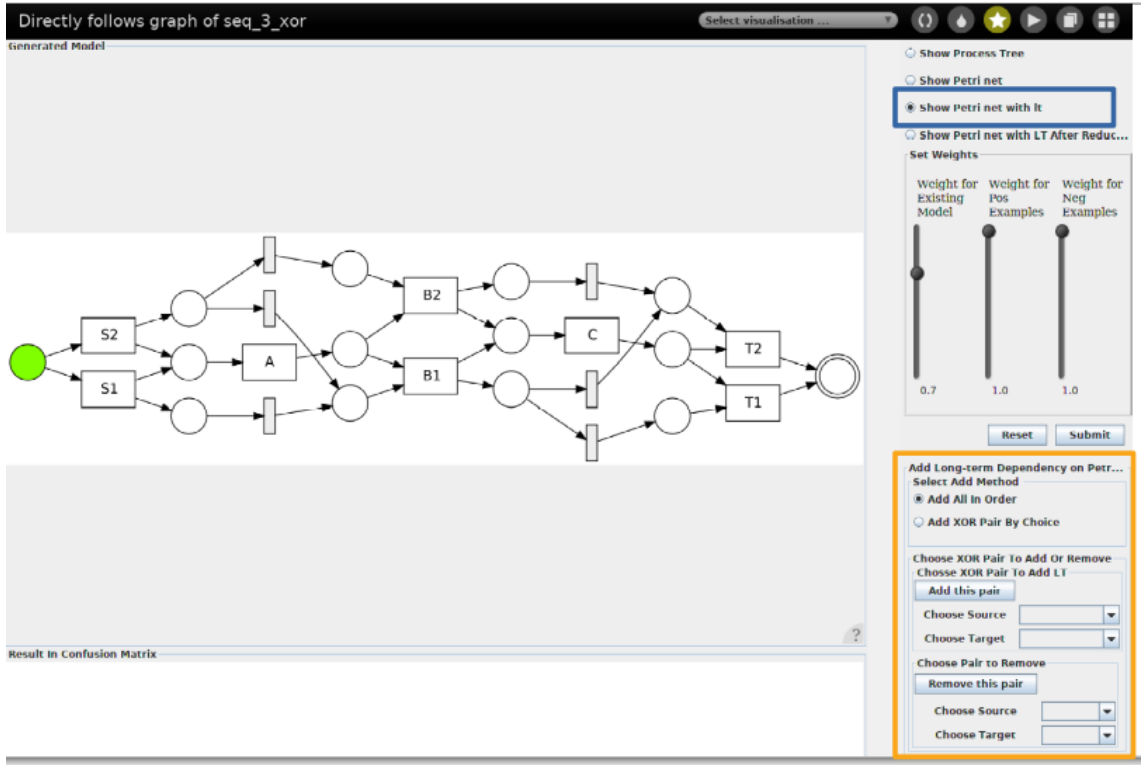 Directly follows graph of seq_3_xor
Select visualisation ...
Generated Model
S2
S1
A
B2
B1
C
T2
T1
?
Result In Confusion Matrix
Show Process Tree
Show Petri net
Show Petri net with lt
Show Petri net with LT After Reduc...
Set Weights
Weight for Existing Model
Weight for Pos Examples
Weight for Neg Examples
0.7
1.0
1.0
Reset
Submit
Add Long-term Dependency on Petr...
Select Add Method
Add All In Order
Add XOR Pair By Choice
Choose XOR Pair To Add Or Remove
Chosse XOR Pair To Add LT
Add this pair
Choose Source
Choose Target
Choose Pair to Remove
Remove this pair
Choose Source
Choose Target